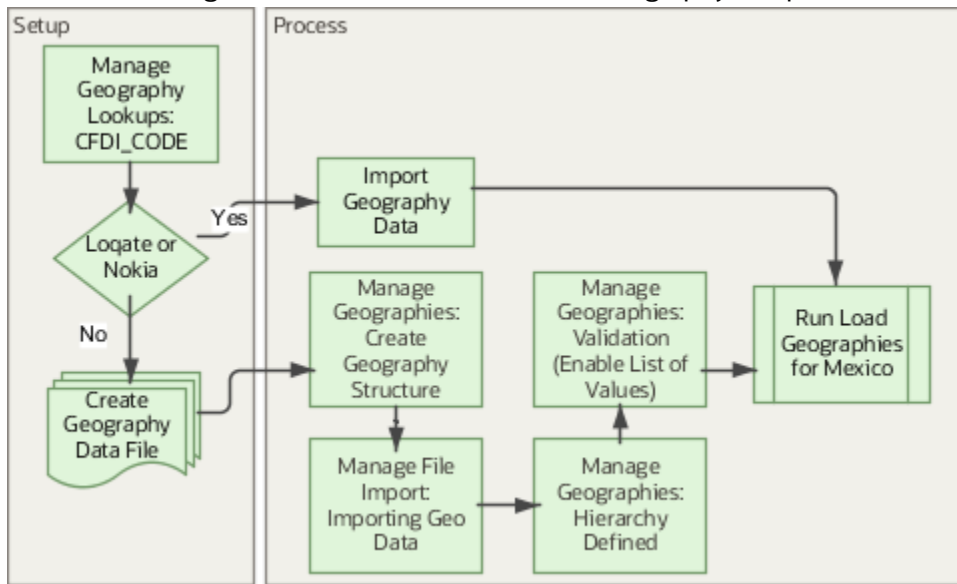 Setup
Process
Manage
Geography
Lookups:
CFDI_CODE
Loqate or
Nokia
Yes
No
Create
Geography
Data File
Import
Geography
Data
Manage
Geographies:
Create
Geography
Structure
Manage File
Import:
Importing Geo
Data
Manage
Geographies:
Hierarchy
Defined
Manage
Geographies:
Validation
(Enable List of
Values)
Run Load
Geographies
for Mexico